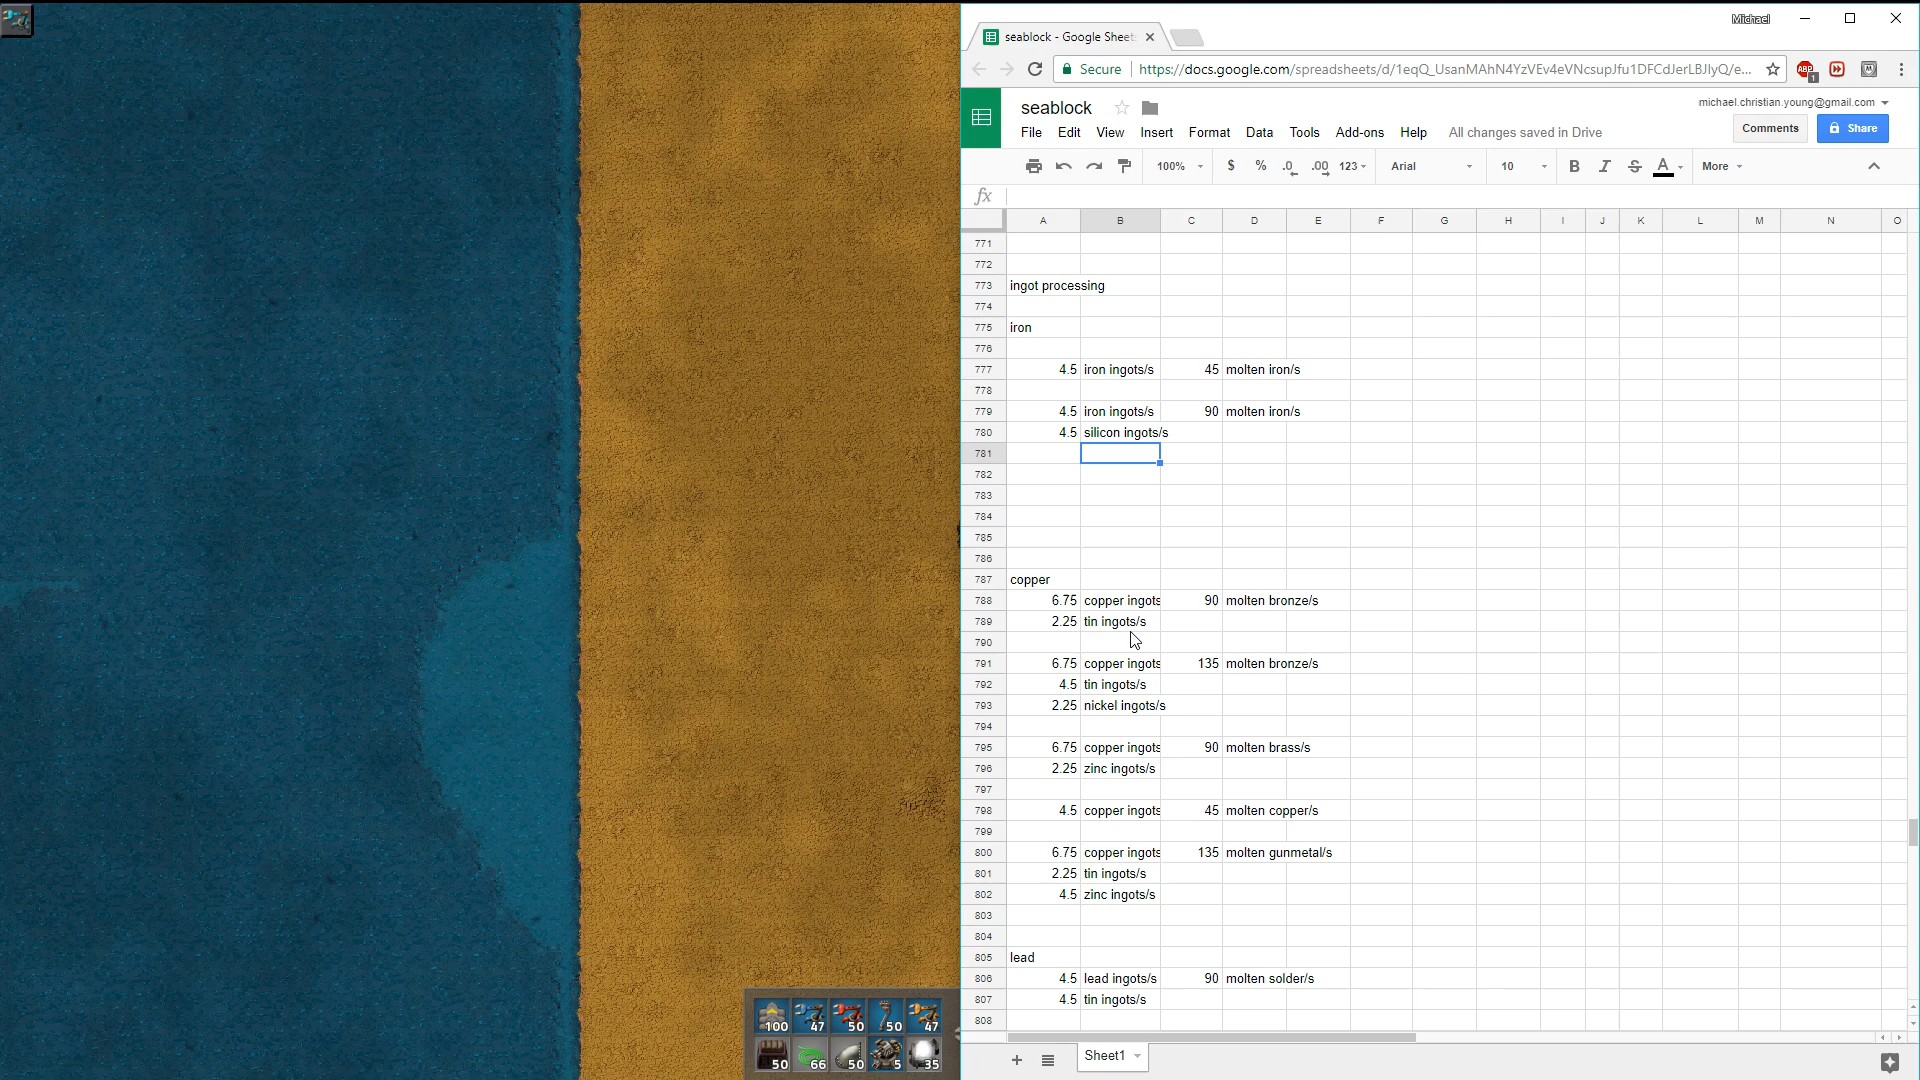 Michael
seablock - Google Sheet
Secure https://docs.google.com/spreadsheets/d/1eqQ_UsanMAhN4YzVEv4eVNcsupJfu1DFCdJerLBJIyQ/e...
ABP
1
seablock
michael.christian.young@gmail.com
File Edit View Insert Format Data Tools Add-ons Help All changes saved in Drive
Comments Share
100% $ % .0 .00 123 Arial 10 B I S A More
fx
A B C D E F G H I J K L M N O
771
772
773 ingot processing
774
775 iron
776
777 4.5 iron ingots/s 45 molten iron/s
778
779 4.5 iron ingots/s 90 molten iron/s
780 4.5 silicon ingots/s
781
782
783
784
785
786
787 copper
788 6.75 copper ingots 90 molten bronze/s
789 2.25 tin ingots/s
790
791 6.75 copper ingots 135 molten bronze/s
792 4.5 tin ingots/s
793 2.25 nickel ingots/s
794
795 6.75 copper ingots 90 molten brass/s
796 2.25 zinc ingots/s
797
798 4.5 copper ingots 45 molten copper/s
799
800 6.75 copper ingots 135 molten gunmetal/s
801 2.25 tin ingots/s
802 4.5 zinc ingots/s
803
804
805 lead
806 4.5 lead ingots/s 90 molten solder/s
807 4.5 tin ingots/s
808
Sheet1
100 47 50 50 47
50 66 50 5 35